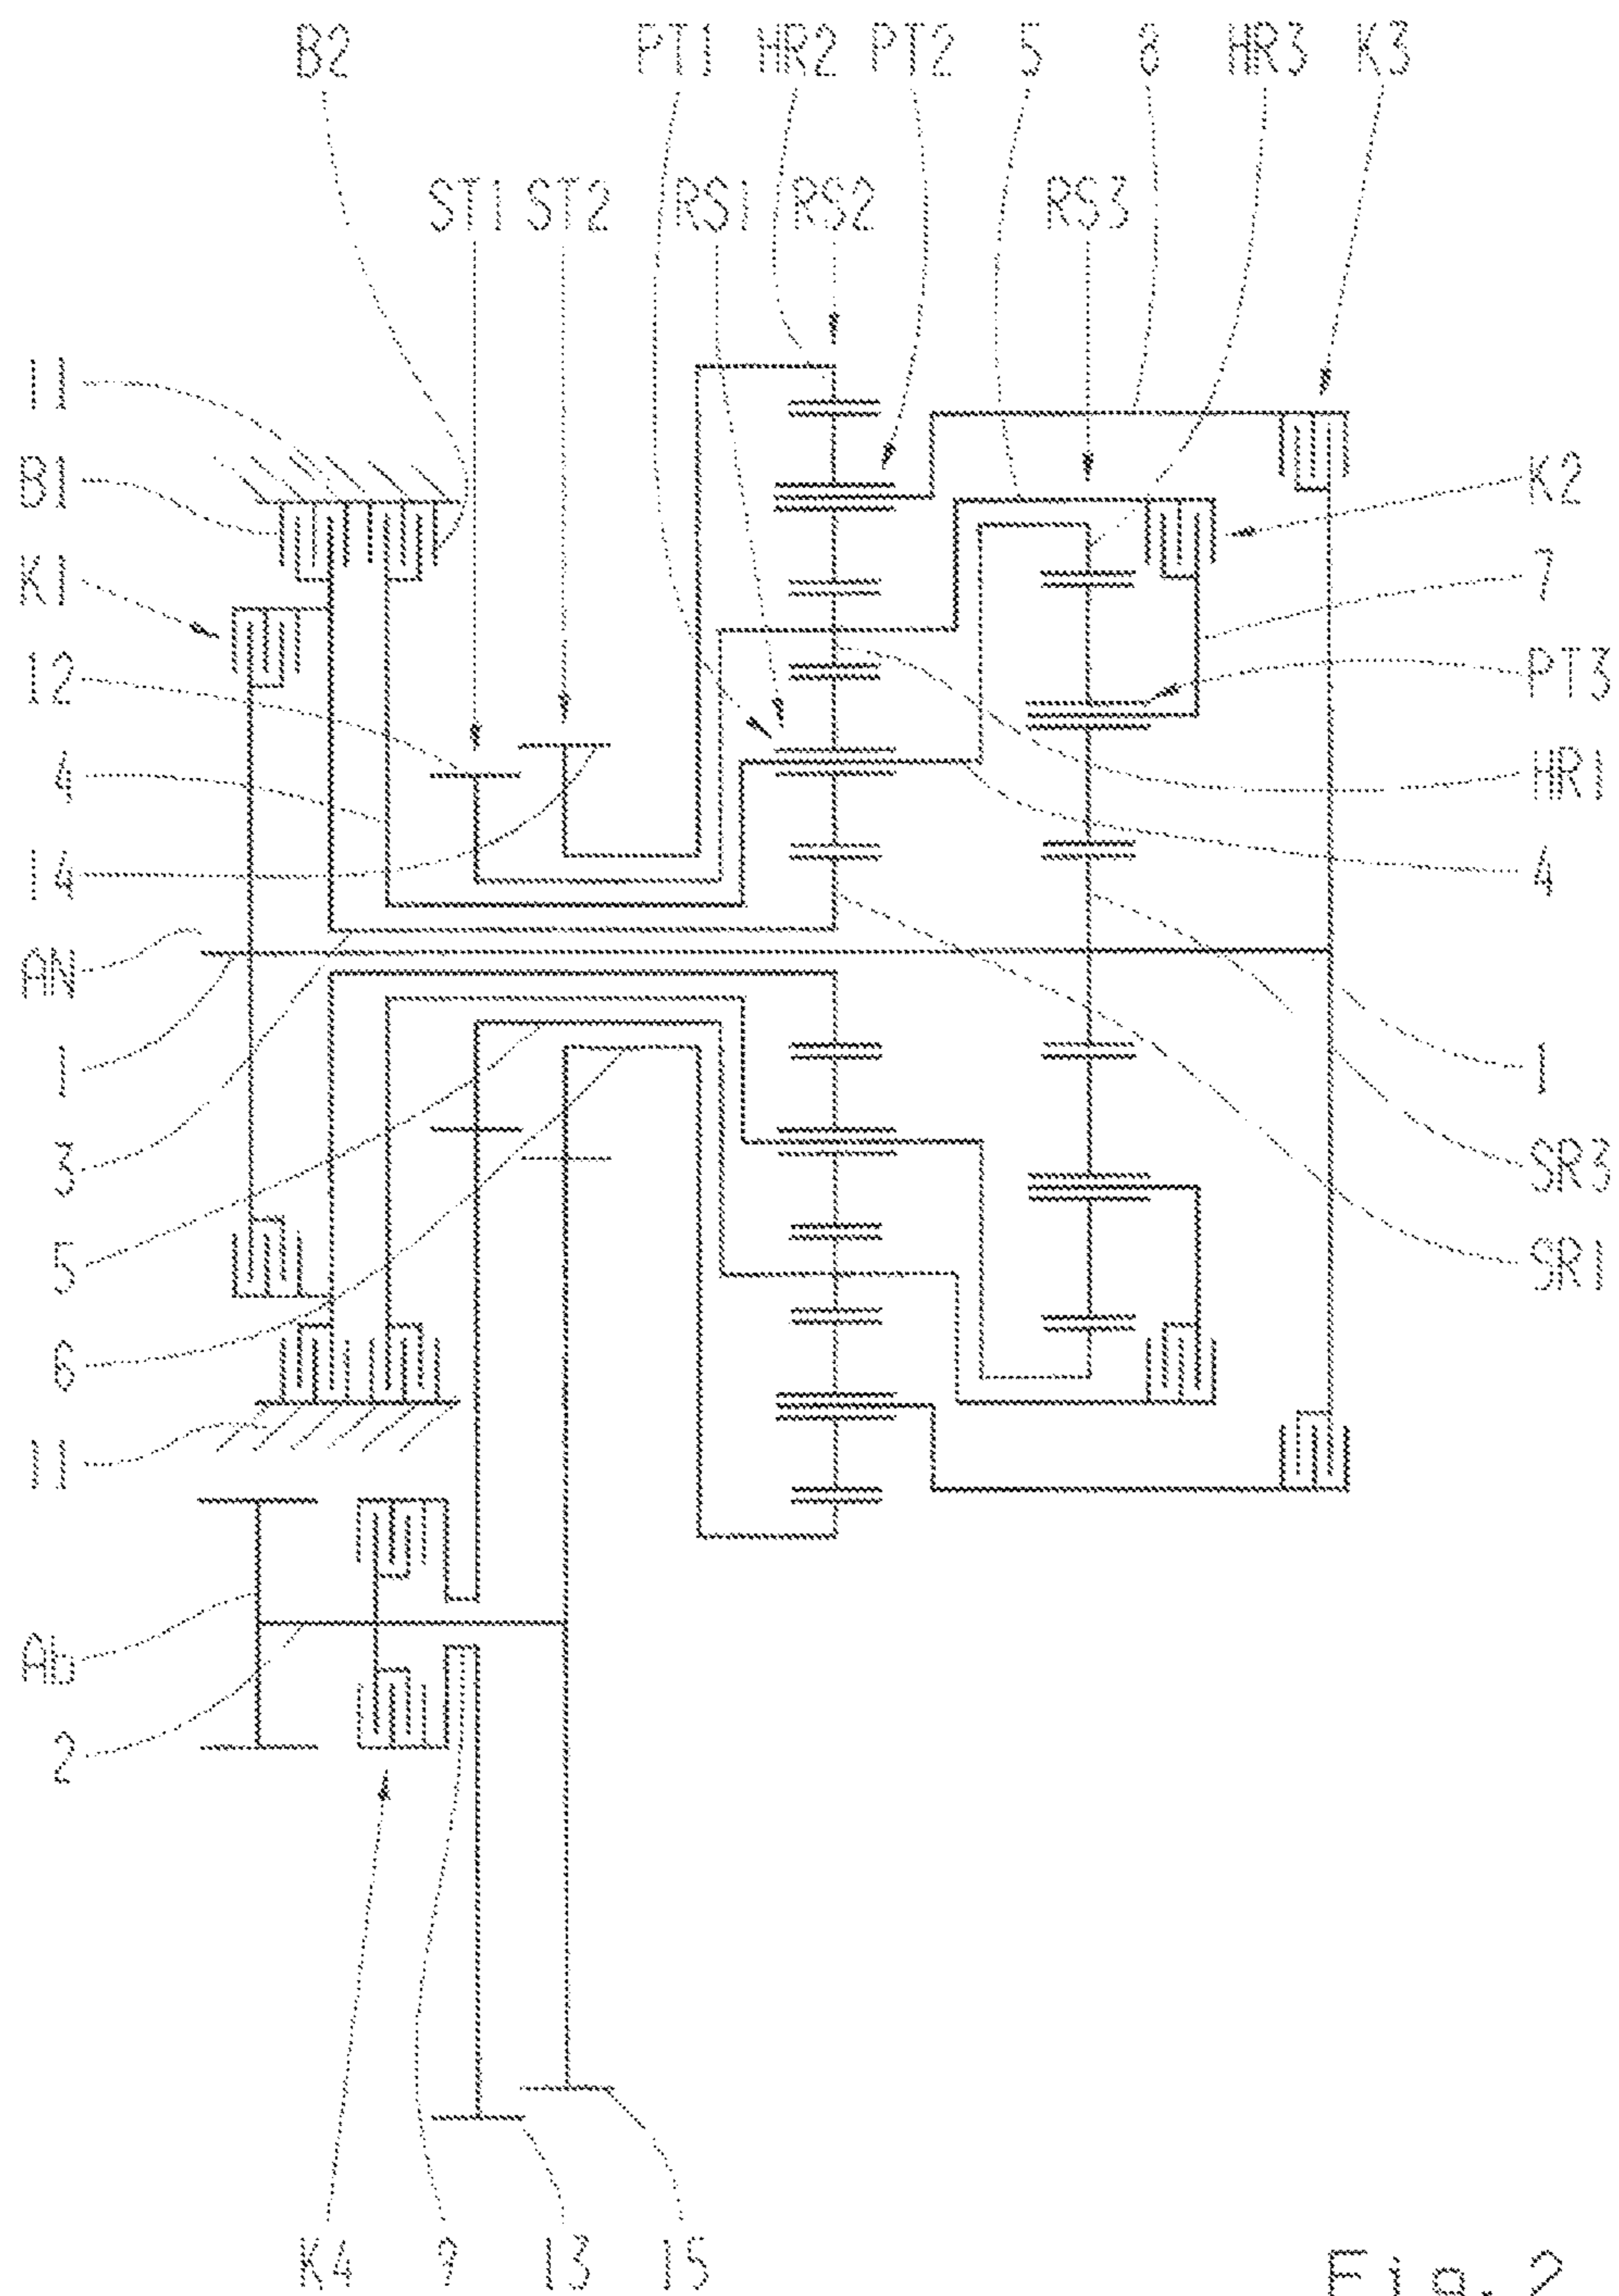 B2 PT1 HR2 PT2 5 8 HR3 K3
ST1 ST2 RS1 RS2 RS3
11
B1 K2
K1 7
12 PT3
4 HR1
14 4
AN
1 1
3 SR3
5 SR1
6
11
Ab
2
K4 9 13 15
Fig. 2